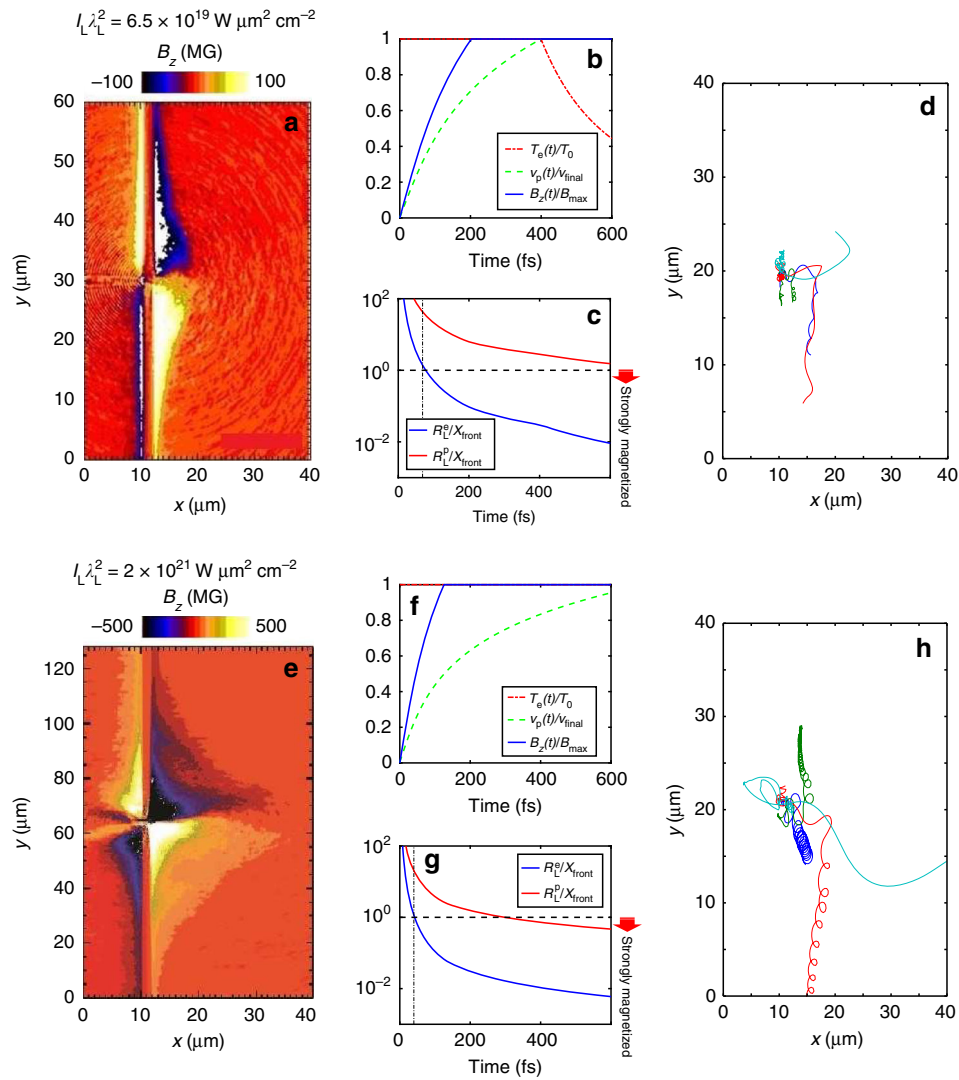 I_L λ_L^2 = 6.5 × 10^19 W μm^2 cm^−2
B_z (MG)
−100 100
a
60
50
40
30
20
10
0
y (μm)
0 10 20 30 40
x (μm)
b
1
0.8
0.6
0.4
0.2
0
T_e(t)/T_0
v_p(t)/v_final
B_z(t)/B_max
0 200 400 600
Time (fs)
c
10^2
10^0
10^−2
R_L^e/X_front
R_L^p/X_front
Strongly magnetized
0 200 400
Time (fs)
d
40
30
20
10
0
y (μm)
0 10 20 30 40
x (μm)
I_L λ_L^2 = 2 × 10^21 W μm^2 cm^−2
B_z (MG)
−500 500
e
120
100
80
60
40
20
0
y (μm)
0 10 20 30 40
x (μm)
f
1
0.8
0.6
0.4
0.2
0
T_e(t)/T_0
v_p(t)/v_final
B_z(t)/B_max
0 200 400 600
Time (fs)
g
10^2
10^0
10^−2
R_L^e/X_front
R_L^p/X_front
Strongly magnetized
0 200 400 600
Time (fs)
h
40
30
20
10
0
y (μm)
0 10 20 30 40
x (μm)